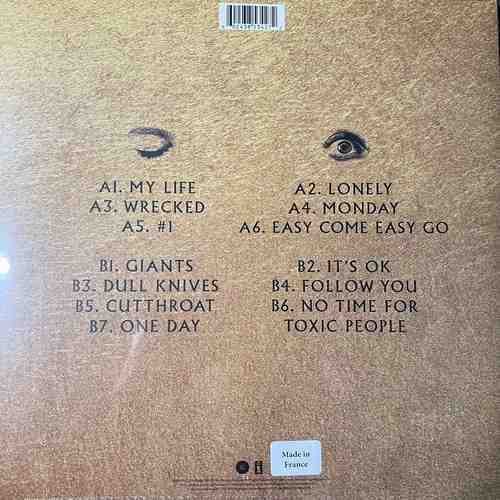 A1. MY LIFE
A2. LONELY
A3. WRECKED
A4. MONDAY
A5. #1
A6. EASY COME EASY GO
B1. GIANTS
B2. IT'S OK
B3. DULL KNIVES
B4. FOLLOW YOU
B5. CUTTHROAT
B6. NO TIME FOR
TOXIC PEOPLE
B7. ONE DAY
Made in
France